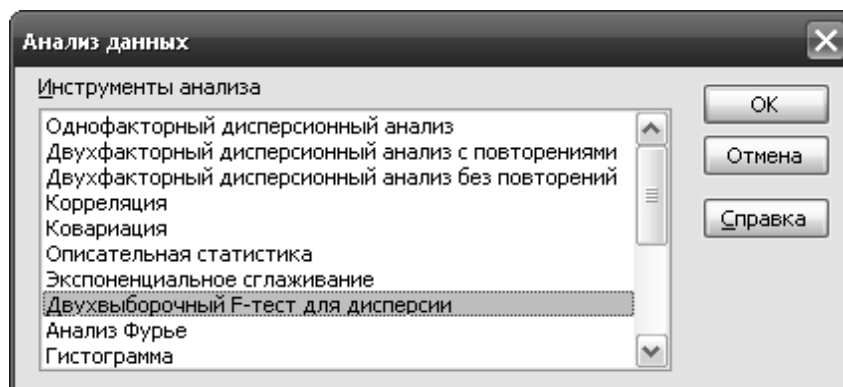 Анализ данных
Инструменты анализа
Однофакторный дисперсионный анализ
Двухфакторный дисперсионный анализ с повторениями
Двухфакторный дисперсионный анализ без повторений
Корреляция
Ковариация
Описательная статистика
Экспоненциальное сглаживание
Двухвыборочный F-тест для дисперсии
Анализ Фурье
Гистограмма
OK
Отмена
Справка